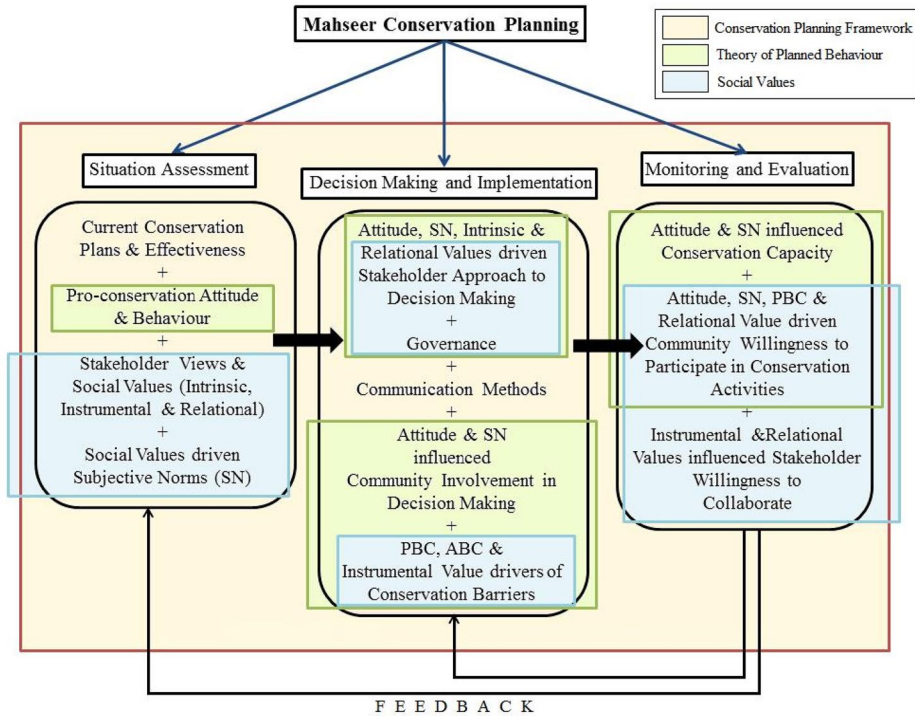 Mahseer Conservation Planning
Conservation Planning Framework
Theory of Planned Behaviour
Social Values
Situation Assessment
Current Conservation
Plans & Effectiveness
+
Pro-conservation Attitude
& Behaviour
+
Stakeholder Views &
Social Values (Intrinsic,
Instrumental & Relational)
+
Social Values driven
Subjective Norms (SN)
Decision Making and Implementation
Attitude, SN, Intrinsic &
Relational Values driven
Stakeholder Approach to
Decision Making
+
Governance
+
Communication Methods
+
Attitude & SN
influenced
Community Involvement in
Decision Making
+
PBC, ABC &
Instrumental Value drivers of
Conservation Barriers
Monitoring and Evaluation
Attitude & SN influenced
Conservation Capacity
+
Attitude, SN, PBC &
Relational Value driven
Community Willingness to
Participate in Conservation
Activities
+
Instrumental &Relational
Values influenced Stakeholder
Willingness to
Collaborate
F E E D B A C K